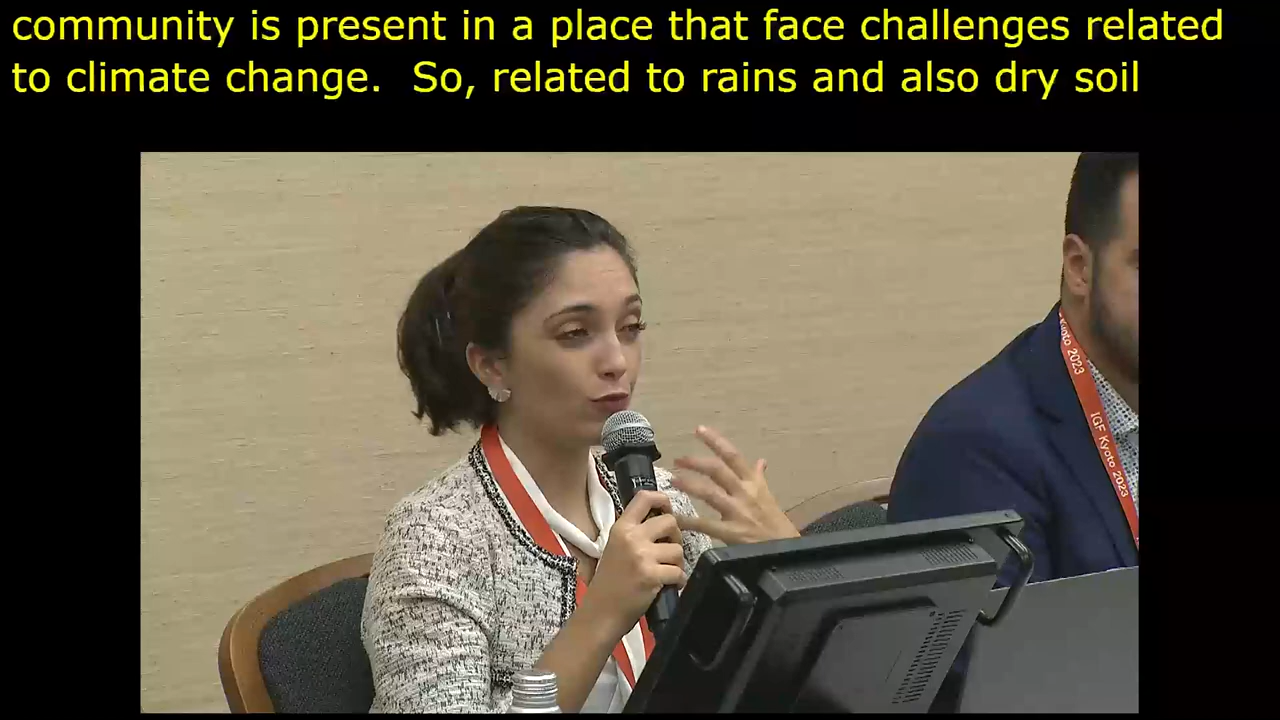 community is present in a place that face challenges related
to climate change.  So, related to rains and also dry soil
Kyoto 2023
IGF Kyoto 2023